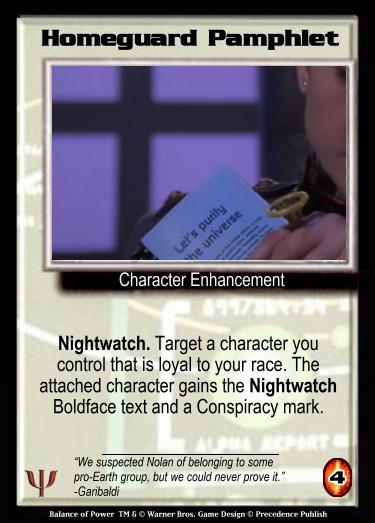 Homeguard Pamphlet
Let's purify
the universe
Character Enhancement
Nightwatch. Target a character you
control that is loyal to your race. The
attached character gains the Nightwatch
Boldface text and a Conspiracy mark.
"We suspected Nolan of belonging to some
pro-Earth group, but we could never prove it."
-Garibaldi
4
Balance of Power TM & © Warner Bros. Game Design © Precedence Publish